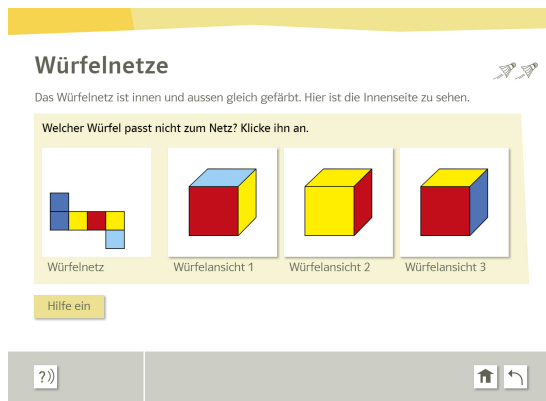 Würfelnetze
Das Würfelnetz ist innen und aussen gleich gefärbt. Hier ist die Innenseite zu sehen.
Welcher Würfel passt nicht zum Netz? Klicke ihn an.
Würfelnetz
Würfelansicht 1
Würfelansicht 2
Würfelansicht 3
Hilfe ein
?))